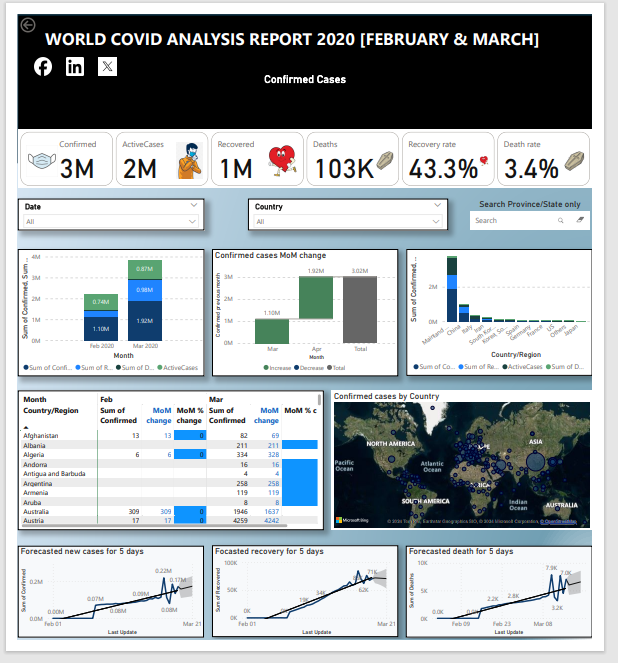 WORLD COVID ANALYSIS REPORT 2020 [FEBRUARY & MARCH]
Confirmed Cases
Confirmed
3M
ActiveCases
2M
Recovered
1M
Deaths
103K
Recovery rate
43.3%
Death rate
3.4%
Date
All
Country
All
Search Province/State only
Search
Sum of Confirmed, Sum ...
4M
3M
2M
1M
0M
0.74M
1.10M
0.87M
0.98M
1.92M
Feb 2020 Mar 2020
Month
Sum of Confi... Sum of R... Sum of D... ActiveCases
Confirmed cases MoM change
Confirmed previous month
3M
2M
1M
0M
1.10M
1.92M
3.02M
Mar Apr Total
Month
Increase Decrease Total
Sum of Confirmed, ...
2M
0M
Mainland... China Italy Iran South Kor... Korea, So... Spain Germany France US Others Japan
Country/Region
Sum of Co... Sum of Re... ActiveCases Sum of D...
Month Feb Mar
Country/Region Sum of Confirmed MoM change MoM % change Sum of Confirmed MoM change MoM % c
Afghanistan 13 13 0 82 69
Albania 211 211
Algeria 6 6 0 334 328
Andorra 16 16
Antigua and Barbuda 4 4
Argentina 258 258
Armenia 119 119
Aruba 8 8
Australia 309 309 0 1946 1637
Austria 17 17 0 4259 4242
Confirmed cases by Country
NORTH AMERICA
ASIA
Pacific
Ocean
Atlantic
Ocean
SOUTH AMERICA
Indian
Ocean
AUSTRALIA
Microsoft Bing
Forecasted new cases for 5 days
Sum of Confirmed
0.2M
0.0M
0.00M
0.07M
0.08M
0.09M
0.22M
0.08M
0.17M
Feb 01 Mar 21
Last Update
Focasted recovery for 5 days
Sum of Recovered
100K
50K
0K
0K
0K
19K
34K
62K
71K
Feb 01 Mar 21
Last Update
Forecasted death for 5 days
Sum of Deaths
10K
5K
0K
0.0K
2.2K
2.8K
7.9K
3.2K
7.0K
Feb 09 Feb 23 Mar 08
Last Update